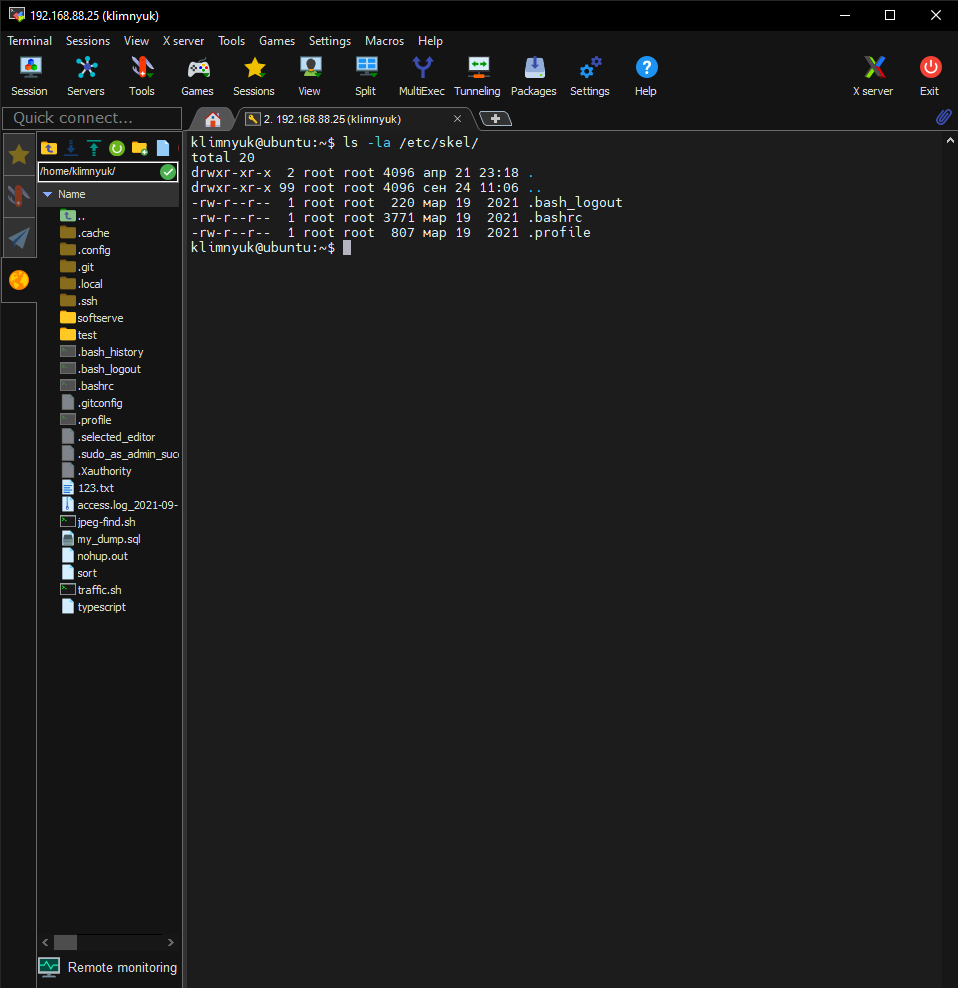 192.168.88.25 (klimnyuk)
Terminal Sessions View X server Tools Games Settings Macros Help
Session Servers Tools Games Sessions View Split MultiExec Tunneling Packages Settings Help X server Exit
Quick connect...
2. 192.168.88.25 (klimnyuk)
/home/klimnyuk/
Name
..
.cache
.config
.git
.local
.ssh
softserve
test
.bash_history
.bash_logout
.bashrc
.gitconfig
.profile
.selected_editor
.sudo_as_admin_succ
.Xauthority
123.txt
access.log_2021-09-
jpeg-find.sh
my_dump.sql
nohup.out
sort
traffic.sh
typescript
Remote monitoring
klimnyuk@ubuntu:~$ ls -la /etc/skel/
total 20
drwxr-xr-x  2 root root 4096 апр 21 23:18 .
drwxr-xr-x 99 root root 4096 сен 24 11:06 ..
-rw-r--r--  1 root root  220 мар 19  2021 .bash_logout
-rw-r--r--  1 root root 3771 мар 19  2021 .bashrc
-rw-r--r--  1 root root  807 мар 19  2021 .profile
klimnyuk@ubuntu:~$